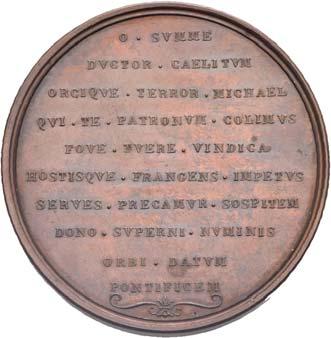 O · SVMME
DVCTOR · CAELITVM
ORCIQVE · TERROR · MICHAEL
QVI · TE · PATRONVM · COLIMVS
FOVE · TVERE · VINDICA
HOSTISQVE · FRANGENS · IMPETVS
SERVES · PRECAMVR · SOSPITEM
DONO · SVPERNI · NVMINIS
ORBI · DATVM
PONTIFICEM